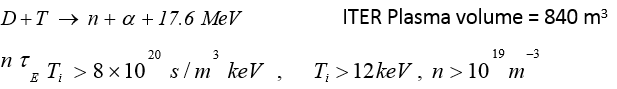 D + T → n + α + 17.6 MeV ITER Plasma volume = 840 m³
n τ_E T_i > 8 × 10^20 s / m^3 keV , T_i > 12 keV , n > 10^19 m^-3